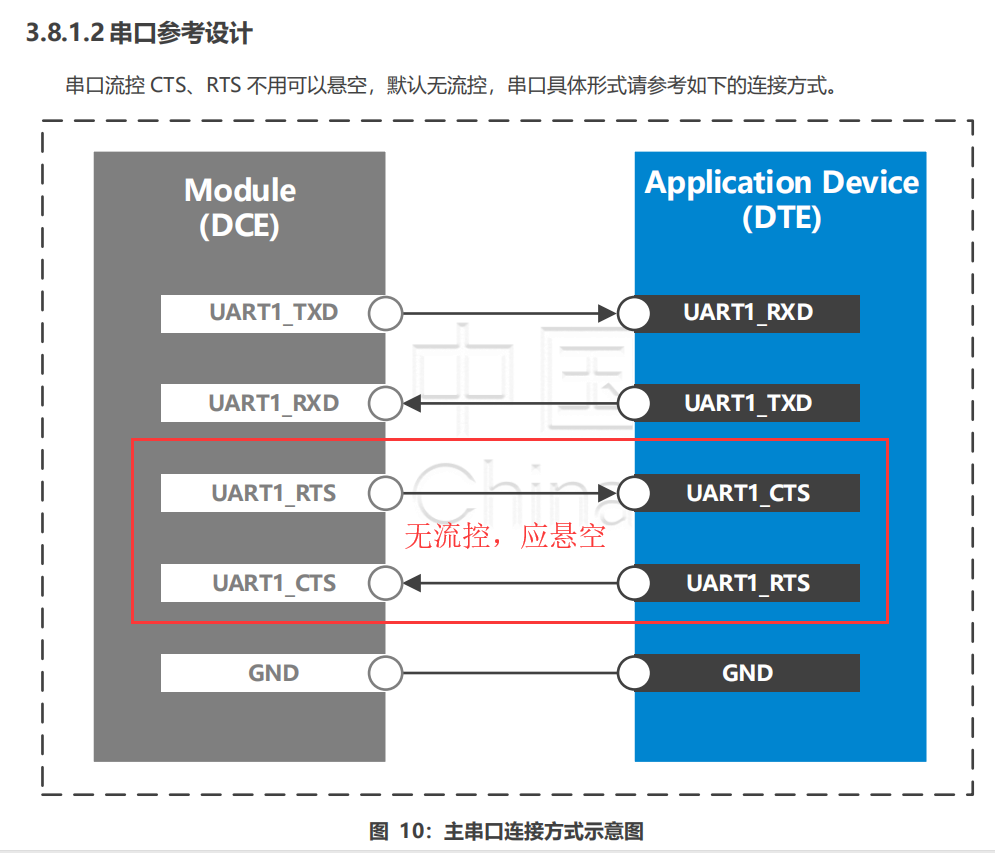 3.8.1.2 串口参考设计
串口流控 CTS、RTS 不用可以悬空，默认无流控，串口具体形式请参考如下的连接方式。
Module
(DCE)
Application Device
(DTE)
UART1_TXD
UART1_RXD
UART1_RXD
UART1_TXD
中国
China
UART1_RTS
UART1_CTS
无流控，应悬空
UART1_CTS
UART1_RTS
GND
GND
图 10：主串口连接方式示意图